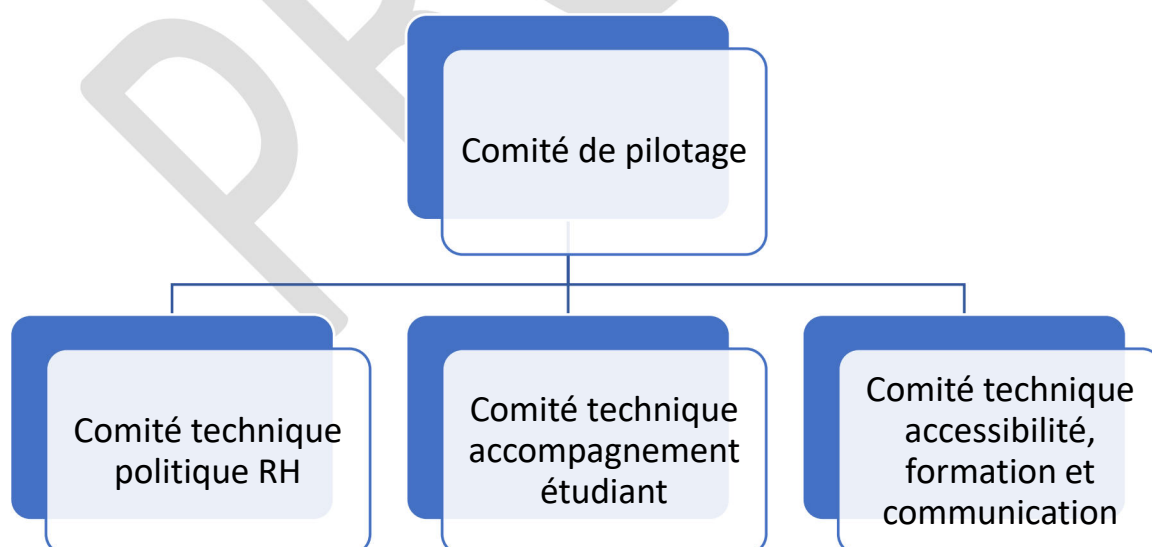 Comité de pilotage
Comité technique
politique RH
Comité technique
accompagnement
étudiant
Comité technique
accessibilité,
formation et
communication